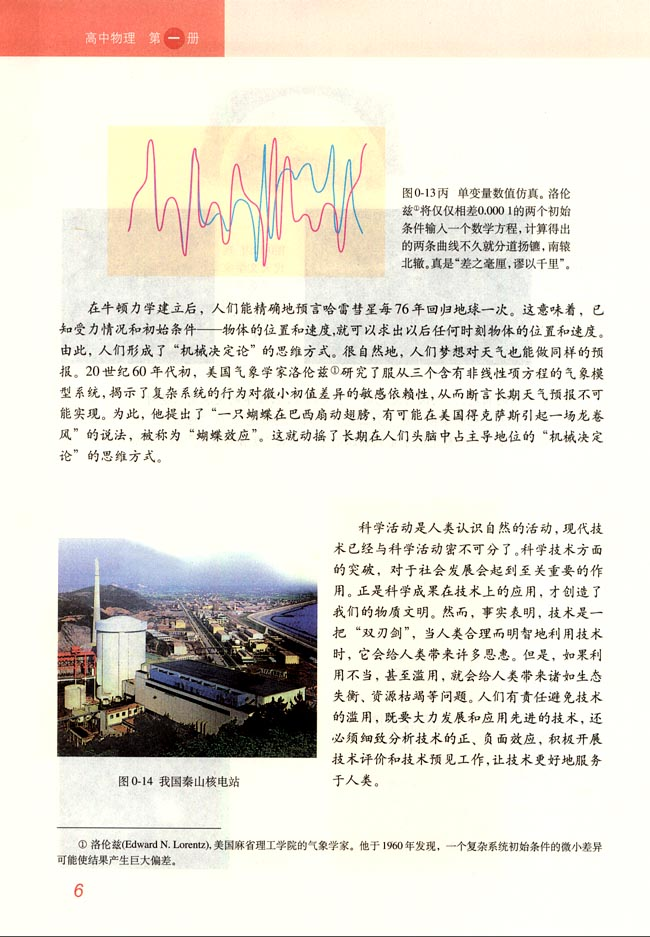 高中物理 第一册
图0-13丙 单变量数值仿真。洛伦
兹①将仅仅相差0.000 1的两个初始
条件输入一个数学方程，计算得出
的两条曲线不久就分道扬镳，南辕
北辙。真是“差之毫厘，谬以千里”。
在牛顿力学建立后，人们能精确地预言哈雷彗星每76年回归地球一次。这意味着，已
知受力情况和初始条件——物体的位置和速度，就可以求出以后任何时刻物体的位置和速度。
由此，人们形成了“机械决定论”的思维方式。很自然地，人们梦想对天气也能做同样的预
报。20世纪60年代初，美国气象学家洛伦兹①研究了服从三个含有非线性项方程的气象模
型系统，揭示了复杂系统的行为对微小初值差异的敏感依赖性，从而断言长期天气预报不可
能实现。为此，他提出了“一只蝴蝶在巴西扇动翅膀，有可能在美国得克萨斯引起一场龙卷
风”的说法，被称为“蝴蝶效应”。这就动摇了长期在人们头脑中占主导地位的“机械决定
论”的思维方式。
科学活动是人类认识自然的活动，现代技
术已经与科学活动密不可分了。科学技术方面
的突破，对于社会发展会起到至关重要的作
用。正是科学成果在技术上的应用，才创造了
我们的物质文明。然而，事实表明，技术是一
把“双刃剑”，当人类合理而明智地利用技术
时，它会给人类带来许多恩惠。但是，如果利
用不当，甚至滥用，就会给人类带来诸如生态
失衡、资源枯竭等问题。人们有责任避免技术
的滥用，既要大力发展和应用先进的技术，还
必须细致分析技术的正、负面效应，积极开展
技术评价和技术预见工作，让技术更好地服务
于人类。
图0-14 我国秦山核电站
① 洛伦兹(Edward N. Lorentz)，美国麻省理工学院的气象学家。他于1960年发现，一个复杂系统初始条件的微小差异
可能使结果产生巨大偏差。
6